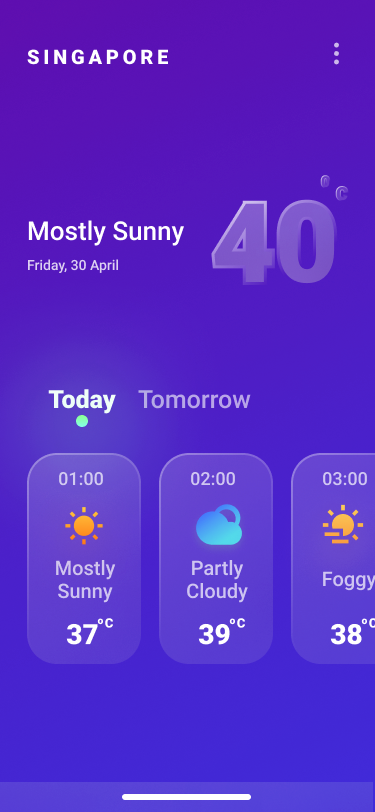 SINGAPORE
Mostly Sunny
Friday, 30 April
40°C
Today Tomorrow
01:00
Mostly
Sunny
37°C
02:00
Partly
Cloudy
39°C
03:00
Foggy
38°C